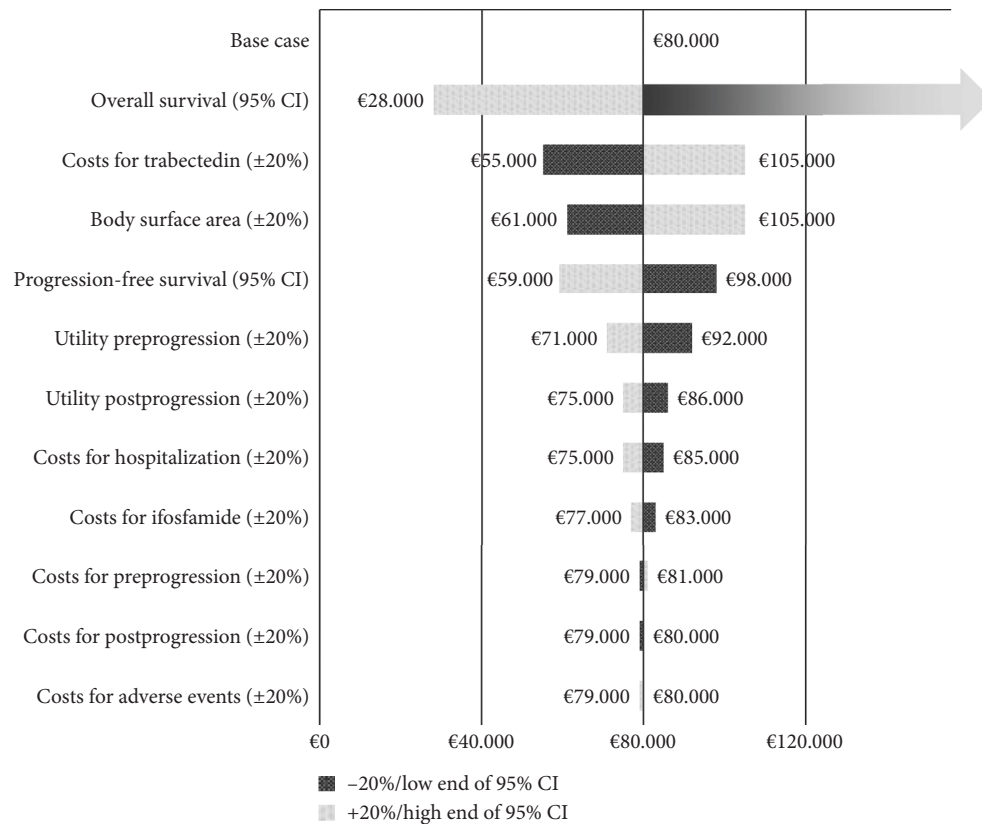 Base case €80.000
Overall survival (95% CI) €28.000
Costs for trabectedin (±20%) €55.000 €105.000
Body surface area (±20%) €61.000 €105.000
Progression-free survival (95% CI) €59.000 €98.000
Utility preprogression (±20%) €71.000 €92.000
Utility postprogression (±20%) €75.000 €86.000
Costs for hospitalization (±20%) €75.000 €85.000
Costs for ifosfamide (±20%) €77.000 €83.000
Costs for preprogression (±20%) €79.000 €81.000
Costs for postprogression (±20%) €79.000 €80.000
Costs for adverse events (±20%) €79.000 €80.000
€0 €40.000 €80.000 €120.000
–20%/low end of 95% CI
+20%/high end of 95% CI